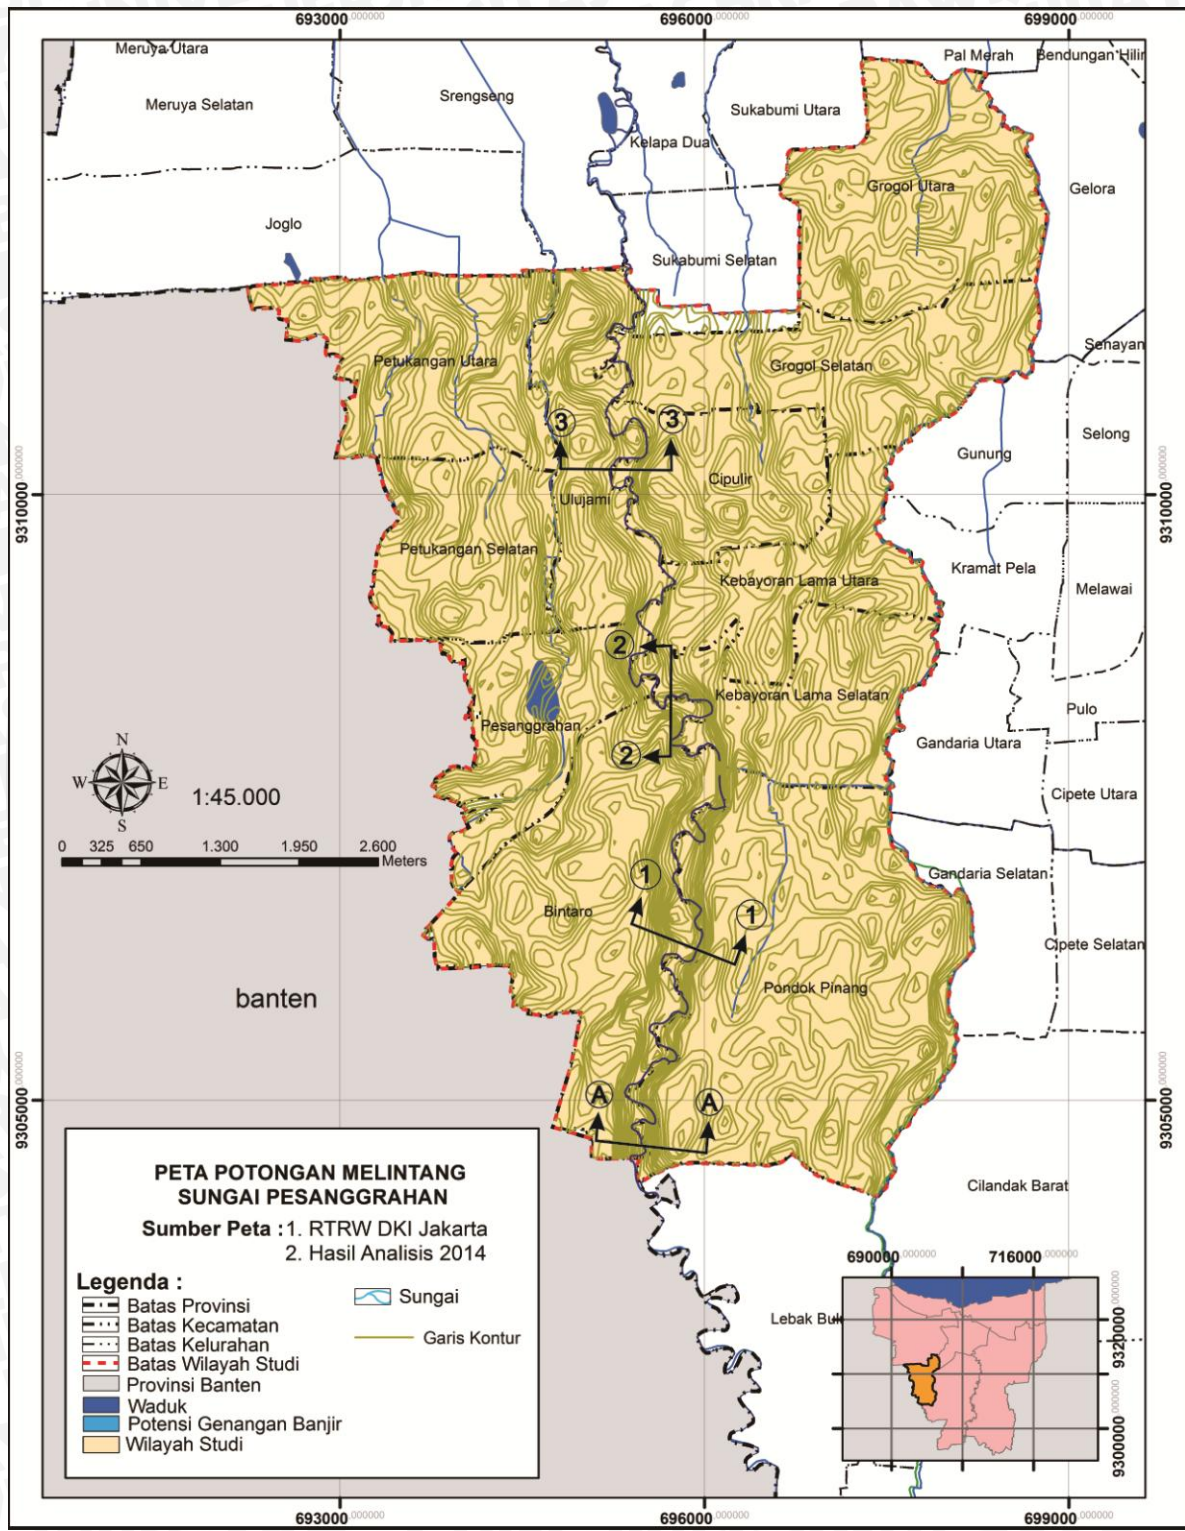 693000,000000 696000,000000 699000,000000
Meruya Utara
Pal Merah
Bendungan Hilir
Meruya Selatan
Srengseng
Sukabumi Utara
Kelapa Dua
Grogol Utara
Gelora
Joglo
Sukabumi Selatan
Senayan
Petukangan Utara
Grogol Selatan
3 3
Selong
Gunung
Cipulir
Ulujami
9310000,000000 9310000,000000
Petukangan Selatan
Kebayoran Lama Utara
Kramat Pela
Melawai
2
Kebayoran Lama Selatan
Pulo
Pesanggrahan
Gandaria Utara
2
N
W E
S
1:45.000
Cipete Utara
0 325 650 1.300 1.950 2.600
Meters
1
Gandaria Selatan
Bintaro
1
Cipete Selatan
Pondok Pinang
banten
A A
9305000,000000 9305000,000000
PETA POTONGAN MELINTANG
SUNGAI PESANGGRAHAN
Sumber Peta : 1. RTRW DKI Jakarta
2. Hasil Analisis 2014
Legenda :
Batas Provinsi
Batas Kecamatan
Batas Kelurahan
Batas Wilayah Studi
Provinsi Banten
Waduk
Potensi Genangan Banjir
Wilayah Studi
Sungai
Garis Kontur
Cilandak Barat
Lebak Bul
690000,000000 716000,000000
9320000,000000
9300000,000000
693000,000000 696000,000000 699000,000000